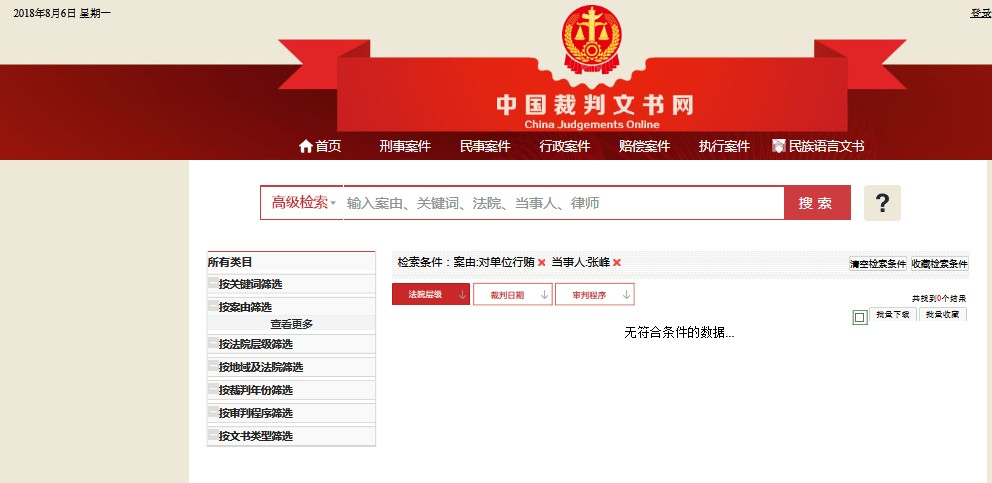 2018年8月6日 星期一
登录
中国裁判文书网
China Judgements Online
首页 刑事案件 民事案件 行政案件 赔偿案件 执行案件 民族语言文书
高级检索 输入案由、关键词、法院、当事人、律师 搜索 ?
所有类目
按关键词筛选
按案由筛选
查看更多
按法院层级筛选
按地域及法院筛选
按裁判年份筛选
按审判程序筛选
按文书类型筛选
检索条件：案由:对单位行贿 × 当事人:张峰 × 清空检索条件 收藏检索条件
法院层级 ↓ 裁判日期 ↓ 审判程序 ↓
共找到0个结果
批量下载 批量收藏
无符合条件的数据...